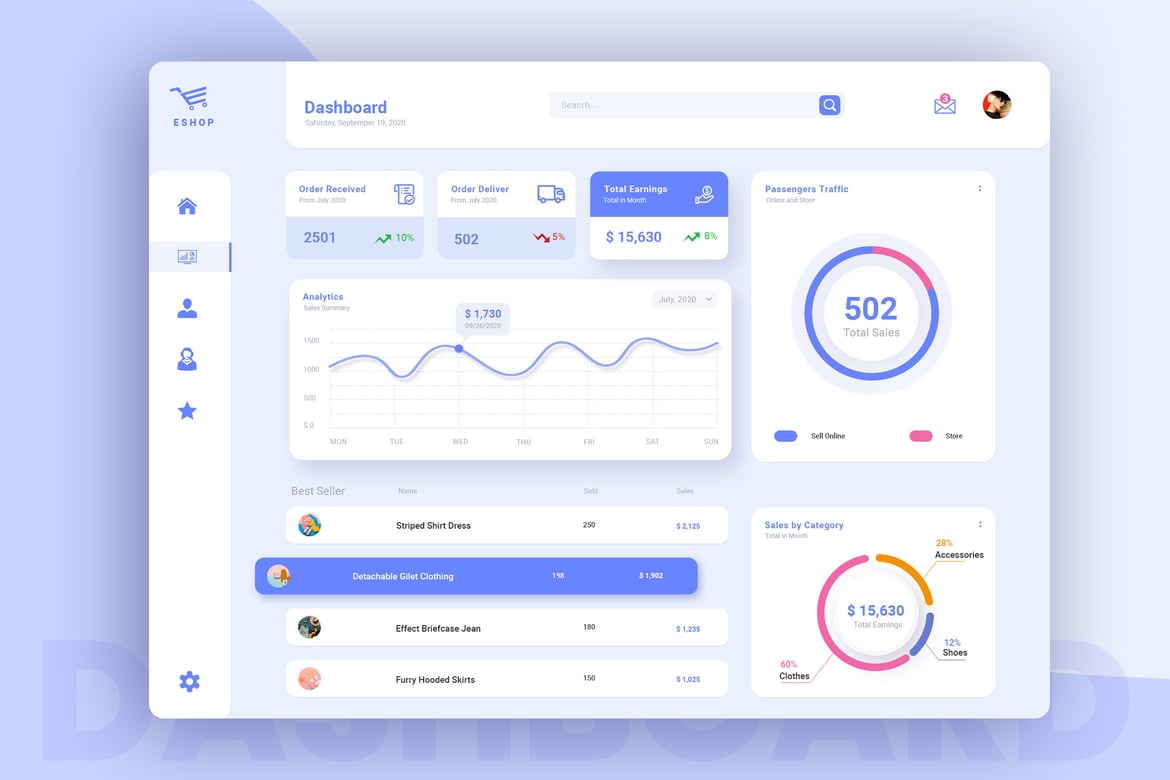 ESHOP
Dashboard
Saturday, September 19, 2020
Seacrh...
3
Order Received
From July 2020
2501
10%
Order Deliver
From July 2020
502
5%
Total Earnings
Total in Month
$ 15,630
8%
Passengers Traffic
Online and Store
502
Total Sales
Sell Online
Store
Analytics
Sales Summary
July, 2020
$ 1,730
09/26/2020
1500
1000
500
$ 0
MON TUE WED THU FRI SAT SUN
Best Seller Name Sold Sales
Striped Shirt Dress 250 $ 2,125
Detachable Gilet Clothing 198 $ 1,902
Effect Briefcase Jean 180 $ 1,235
Furry Hooded Skirts 150 $ 1,025
Sales by Category
Total in Month
28%
Accessories
$ 15,630
Total Earnings
12%
Shoes
60%
Clothes
DASHBOARD